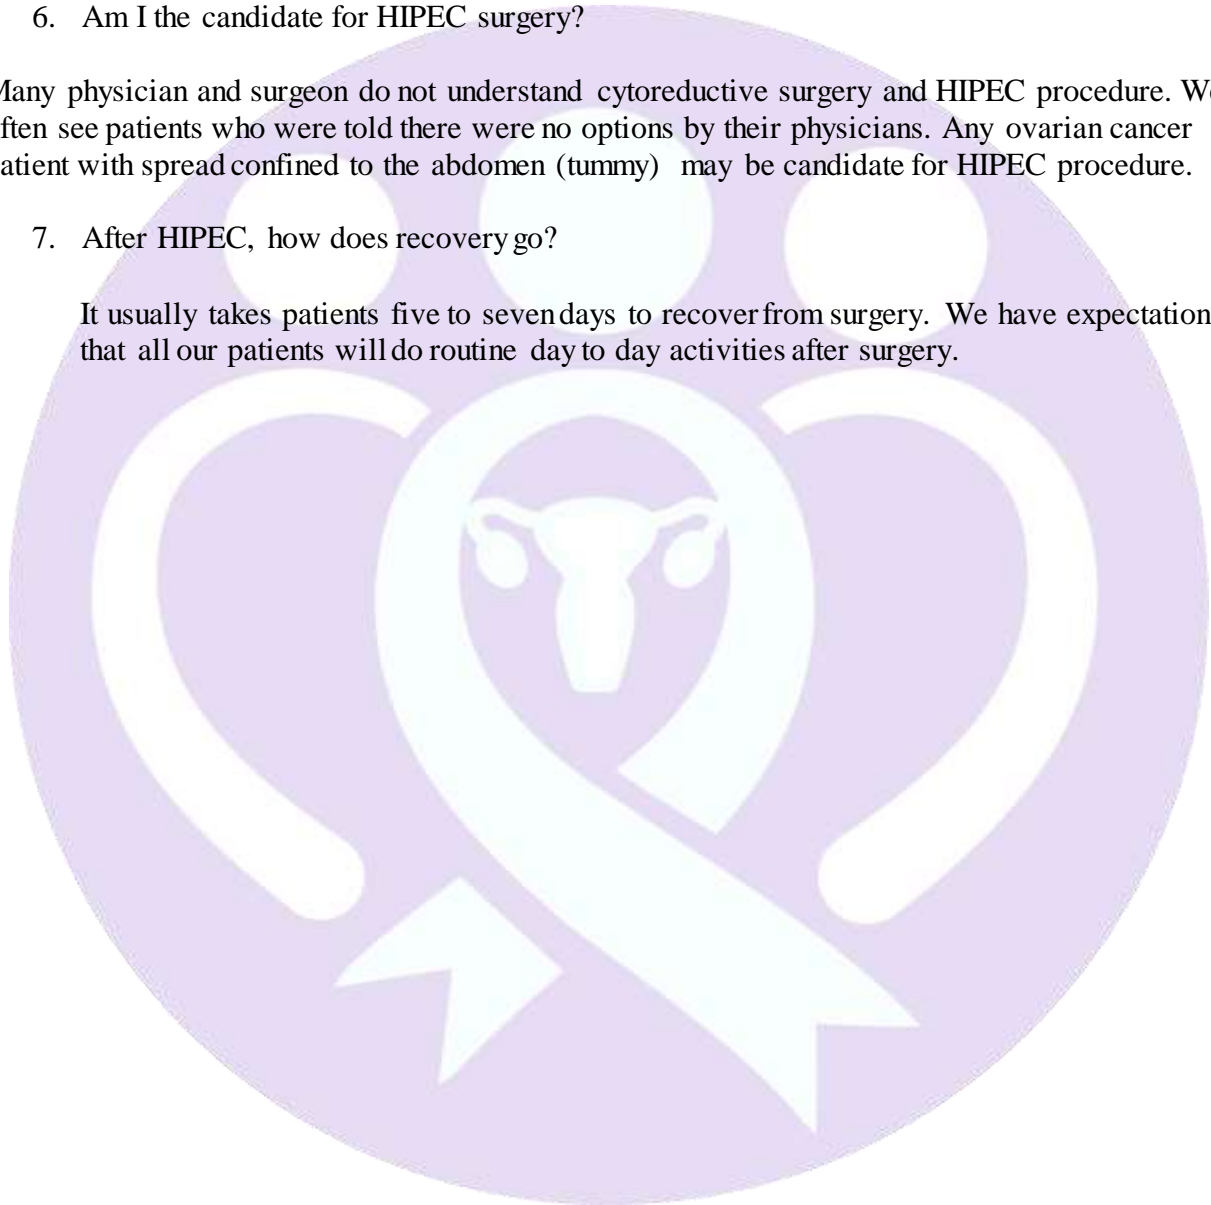 6. Am I the candidate for HIPEC surgery?
Many physician and surgeon do not understand cytoreductive surgery and HIPEC procedure. We
ften see patients who were told there were no options by their physicians. Any ovarian cancer
atient with spread confined to the abdomen (tummy) may be candidate for HIPEC procedure.
7. After HIPEC, how does recovery go?
It usually takes patients five to seven days to recover from surgery. We have expectation
that all our patients will do routine day to day activities after surgery.